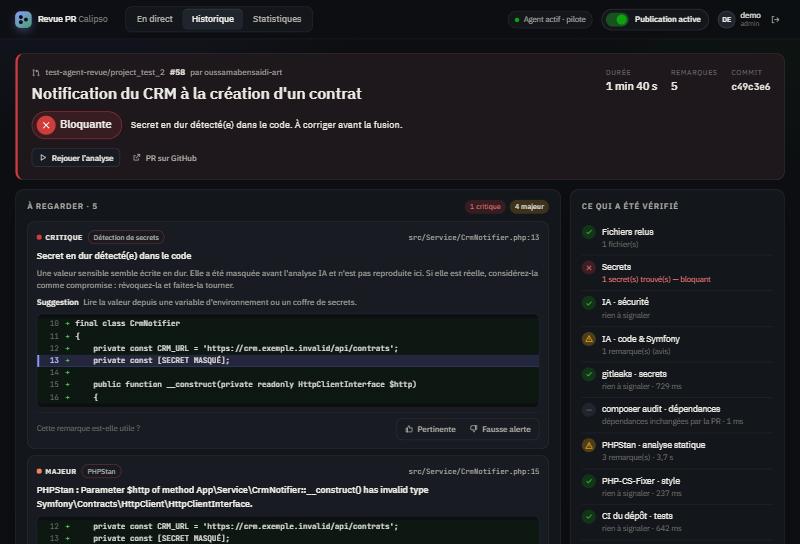 Revue PR Calipso
En direct
Historique
Statistiques
Agent actif · pilote
Publication active
DE
demo
admin
test-agent-revue/project_test_2 #58 par oussamabensaidi-art
Notification du CRM à la création d'un contrat
Bloquante
Secret en dur détecté(e) dans le code. À corriger avant la fusion.
Rejouer l'analyse
PR sur GitHub
DURÉE
1 min 40 s
REMARQUES
5
COMMIT
c49c3e6
À REGARDER · 5
1 critique
4 majeur
CRITIQUE
Détection de secrets
src/Service/CrmNotifier.php:13
Secret en dur détecté(e) dans le code
Une valeur sensible semble écrite en dur. Elle a été masquée avant l'analyse IA et n'est pas reproduite ici. Si elle est réelle, considérez-la
comme compromise : révoquez-la et faites-la tourner.
Suggestion Lire la valeur depuis une variable d'environnement ou un coffre de secrets.
10 + final class CrmNotifier
11 + {
12 + private const CRM_URL = 'https://crm.exemple.invalid/api/contrats';
13 + private const [SECRET MASQUÉ];
14 +
15 + public function __construct(private readonly HttpClientInterface $http)
16 + {
Cette remarque est-elle utile ?
Pertinente
Fausse alerte
MAJEUR
PHPStan
src/Service/CrmNotifier.php:15
PHPStan : Parameter $http of method App\Service\CrmNotifier::__construct() has invalid type
Symfony\Contracts\HttpClient\HttpClientInterface.
12 + private const CRM_URL = 'https://crm.exemple.invalid/api/contrats';
13 + private const [SECRET MASQUÉ];
CE QUI A ÉTÉ VÉRIFIÉ
Fichiers relus
1 fichier(s)
Secrets
1 secret(s) trouvé(s) — bloquant
IA · sécurité
rien à signaler
IA · code & Symfony
1 remarque(s) (avis)
gitleaks · secrets
rien à signaler · 729 ms
composer audit · dépendances
dépendances inchangées par la PR · 1 ms
PHPStan · analyse statique
3 remarque(s) · 3,7 s
PHP-CS-Fixer · style
rien à signaler · 237 ms
CI du dépôt · tests
rien à signaler · 642 ms